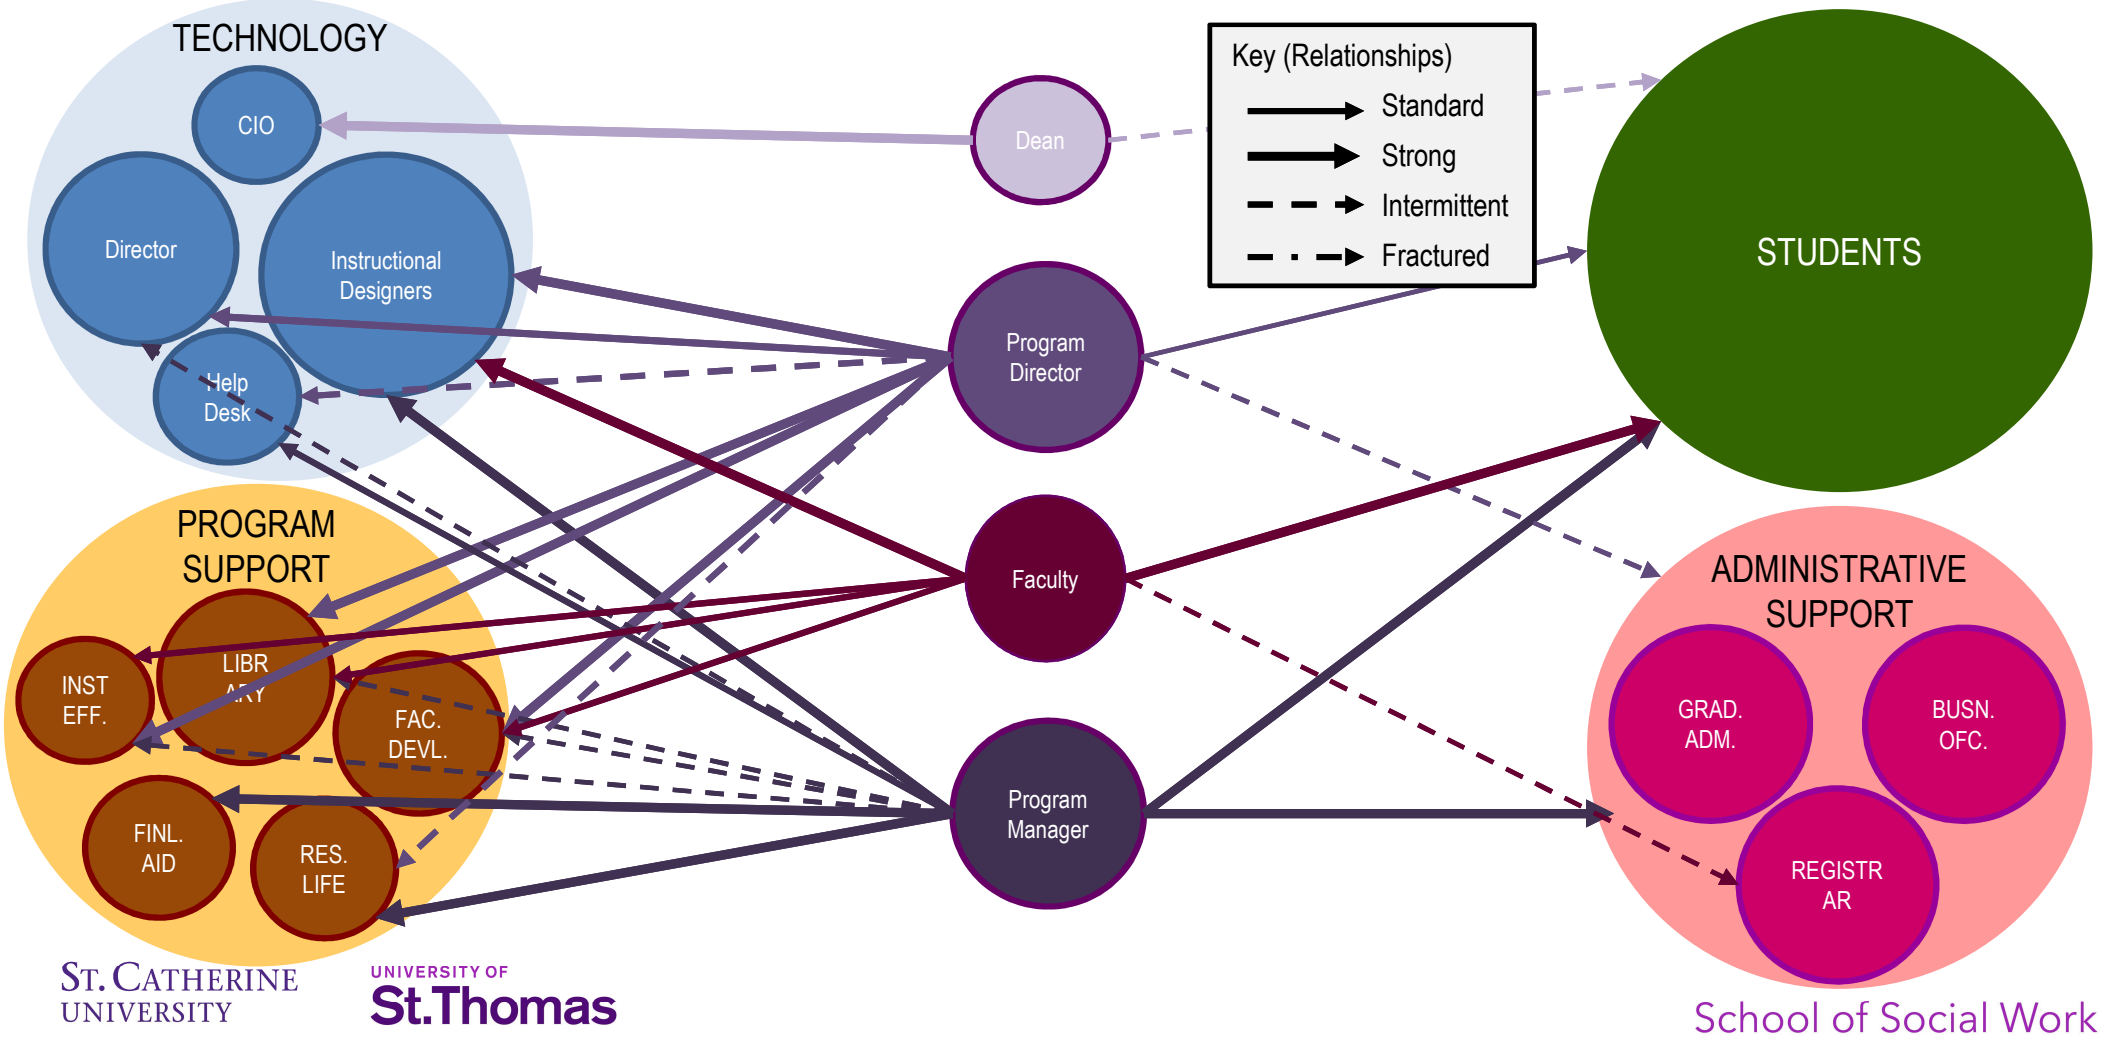 TECHNOLOGY
CIO
Director
Instructional
Designers
Help
Desk
PROGRAM
SUPPORT
LIBR
ARY
INST
EFF.
FAC.
DEVL.
FINL.
AID
RES.
LIFE
Dean
Program
Director
Faculty
Program
Manager
Key (Relationships)
Standard
Strong
Intermittent
Fractured
STUDENTS
ADMINISTRATIVE
SUPPORT
GRAD.
ADM.
BUSN.
OFC.
REGISTR
AR
ST. CATHERINE
UNIVERSITY
UNIVERSITY OF
St.Thomas
School of Social Work